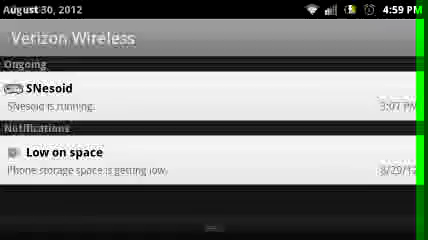 August 30, 2012 4:59 PM
Verizon Wireless
Ongoing
SNesoid
SNesoid is running. 3:07 PM
Notifications
Low on space
Phone storage space is getting low. 8/29/12